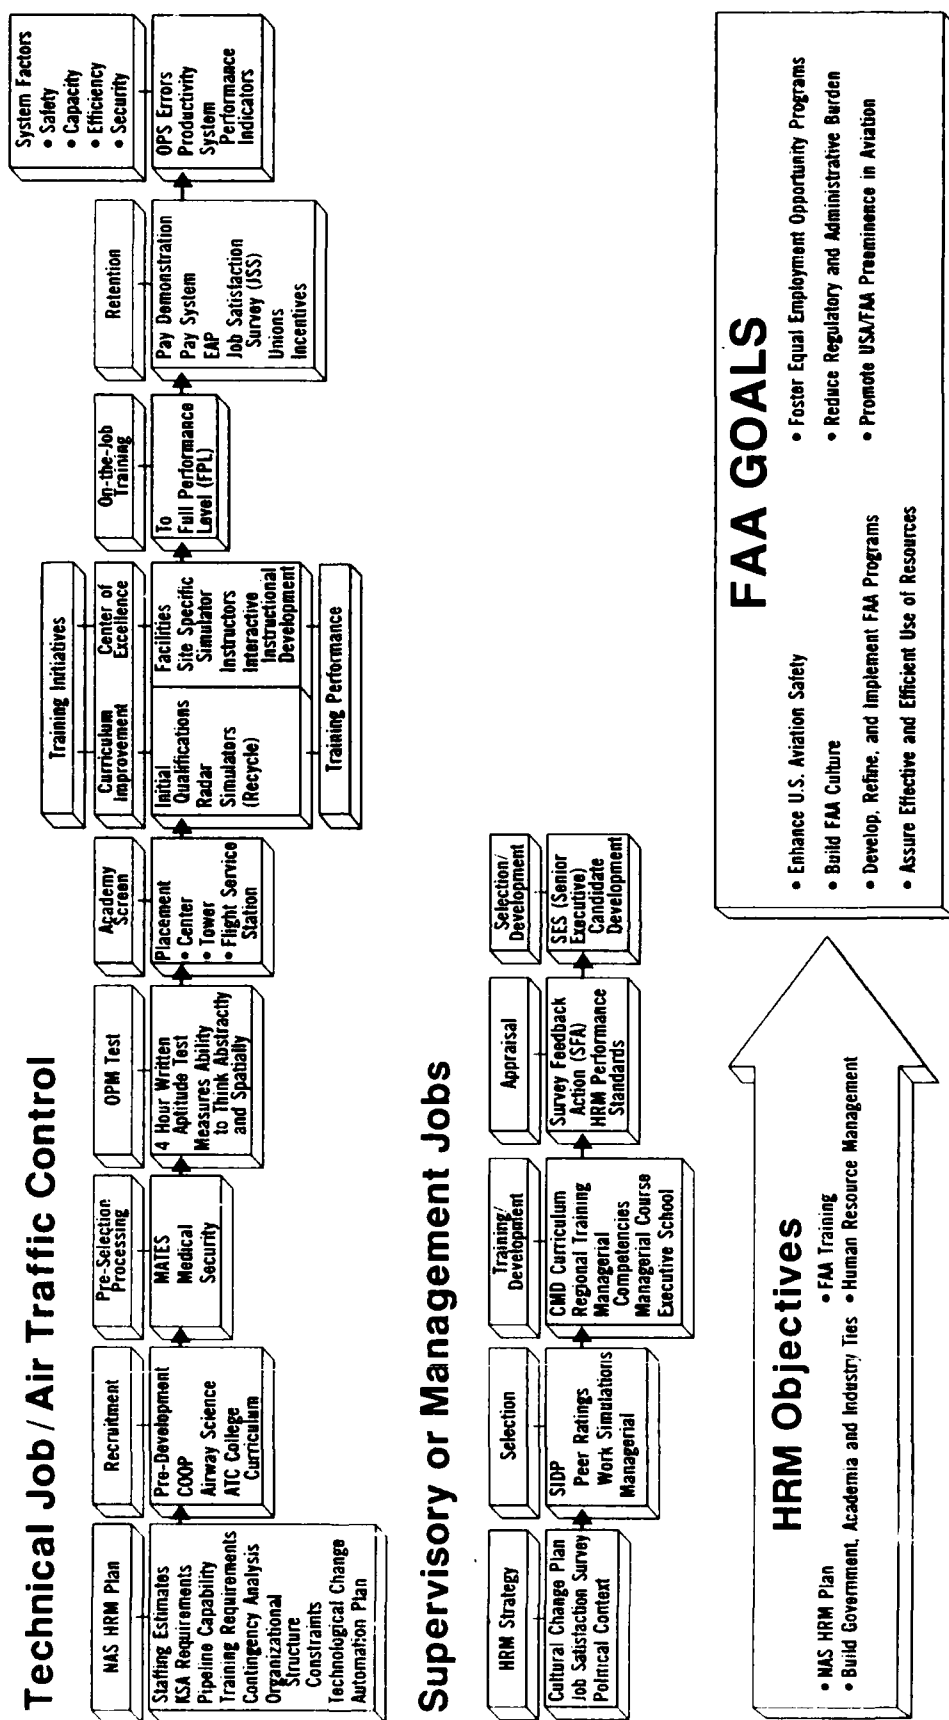 Technical Job/Air Traffic Control
NAS HRM Plan
Staffing Estimates
KSA Requirements
Pipeline Capability
Training Requirements
Contingency Analysis
Organizational
Structure
Constraints
Technological Change
Automation Plan
Recruitment
Pre-Development
COOP
Airway Science
ATC College
Curriculum
Pre-Selection
Processing
MATES
Medical
Security
OPM Test
4 Hour Written
Aptitude Test
Measures Ability
to Think Abstractly
and Spatially
Academy
Screen
Placement
• Center
• Tower
• Flight Service
Station
Training Initiatives
Curriculum
Improvement
Center of
Excellence
Initial
Qualifications
Radar
Simulators
(Recycle)
Facilities
Site Specific
Simulator
Instructors
Interactive
Instructional
Development
Training Performance
On-the-Job
Training
To
Full Performance
Level (FPL)
Retention
Pay Demonstration
Pay System
EAP
Job Satisfaction
Survey (JSS)
Unions
Incentives
System Factors
• Safety
• Capacity
• Efficiency
• Security
OPS Errors
Productivity
System
Performance
Indicators
Supervisory or Management Jobs
HRM Strategy
Cultural Change Plan
Job Satisfaction Survey
Political Context
Selection
SIDP
Peer Ratings
Work Simulations
Managerial
Training/
Development
CMD Curriculum
Regional Training
Managerial
Competencies
Managerial Course
Executive School
Appraisal
Survey Feedback
Action (SFA)
HRM Performance
Standards
Selection/
Development
SES (Senior
Executive)
Candidate
Development
HRM Objectives
• NAS HRM Plan
• FAA Training
• Build Government, Academia and Industry Ties
• Human Resource Management
FAA GOALS
• Enhance U.S. Aviation Safety
• Build FAA Culture
• Develop, Refine, and Implement FAA Programs
• Assure Effective and Efficient Use of Resources
• Foster Equal Employment Opportunity Programs
• Reduce Regulatory and Administrative Burden
• Promote USA/FAA Preeminence in Aviation